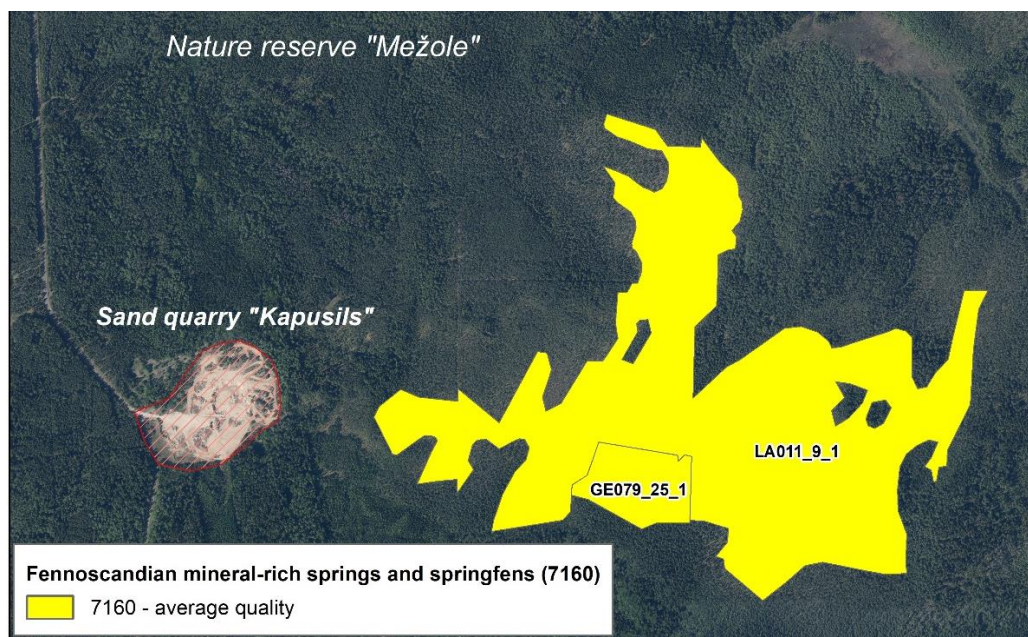 Nature reserve "Mežole"
Sand quarry "Kapusils"
LA011_9_1
GE079_25_1
Fennoscandian mineral-rich springs and springfens (7160)
7160 - average quality